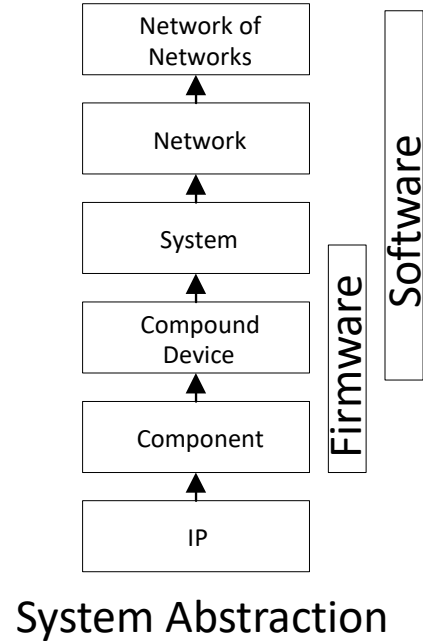 Network of
Networks
Network
System
Compound
Device
Component
IP
Firmware
Software
System Abstraction